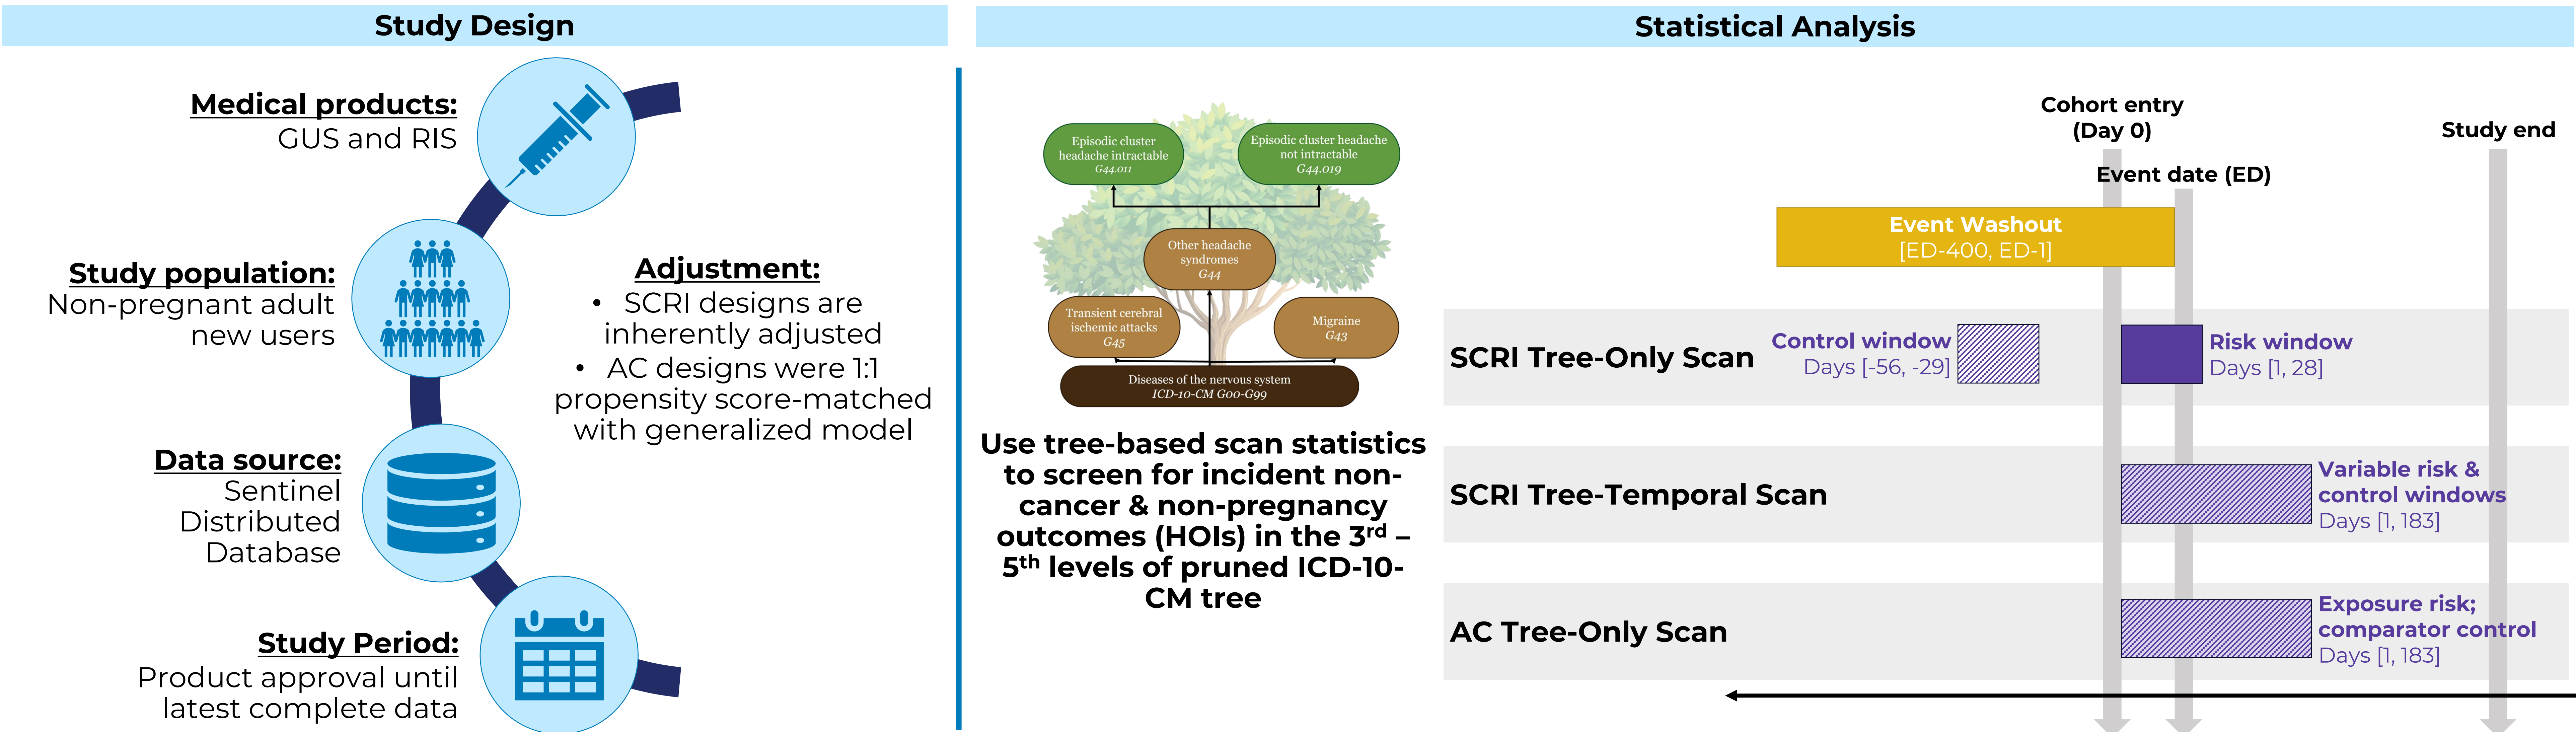 Study Design
Medical products:
GUS and RIS
Study population:
Non-pregnant adult
new users
Adjustment:
• SCRI designs are
inherently adjusted
• AC designs were 1:1
propensity score-matched
with generalized model
Data source:
Sentinel
Distributed
Database
Study Period:
Product approval until
latest complete data
Statistical Analysis
Episodic cluster
headache intractable
G44.011
Episodic cluster headache
not intractable
G44.019
Other headache
syndromes
G44
Transient cerebral
ischemic attacks
G45
Migraine
G43
Diseases of the nervous system
ICD-10-CM G00-G99
Use tree-based scan statistics
to screen for incident non-
cancer & non-pregnancy
outcomes (HOIs) in the 3rd –
5th levels of pruned ICD-10-
CM tree
Cohort entry
(Day 0)
Study end
Event date (ED)
Event Washout
[ED-400, ED-1]
SCRI Tree-Only Scan
Control window
Days [-56, -29]
Risk window
Days [1, 28]
SCRI Tree-Temporal Scan
Variable risk &
control windows
Days [1, 183]
AC Tree-Only Scan
Exposure risk;
comparator control
Days [1, 183]